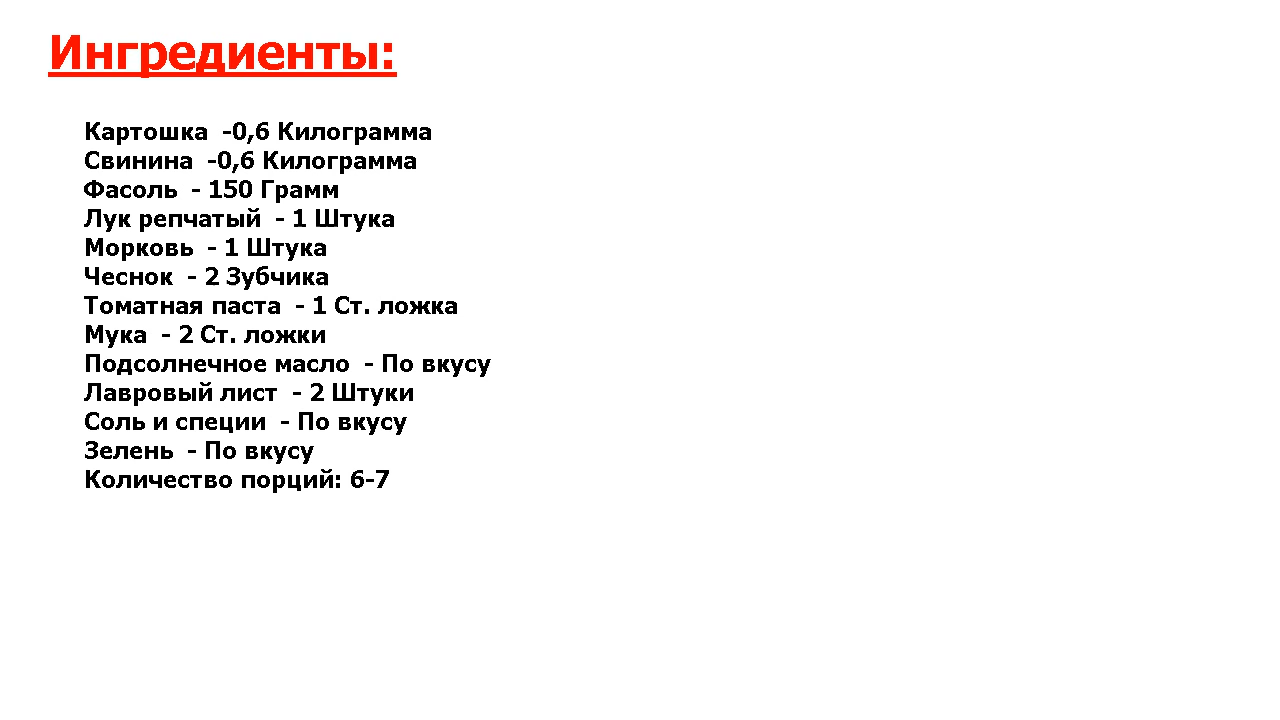 Ингредиенты:
Картошка  -0,6 Килограмма
Свинина  -0,6 Килограмма
Фасоль  - 150 Грамм
Лук репчатый  - 1 Штука
Морковь  - 1 Штука
Чеснок  - 2 Зубчика
Томатная паста  - 1 Ст. ложка
Мука  - 2 Ст. ложки
Подсолнечное масло  - По вкусу
Лавровый лист  - 2 Штуки
Соль и специи  - По вкусу
Зелень  - По вкусу
Количество порций: 6-7